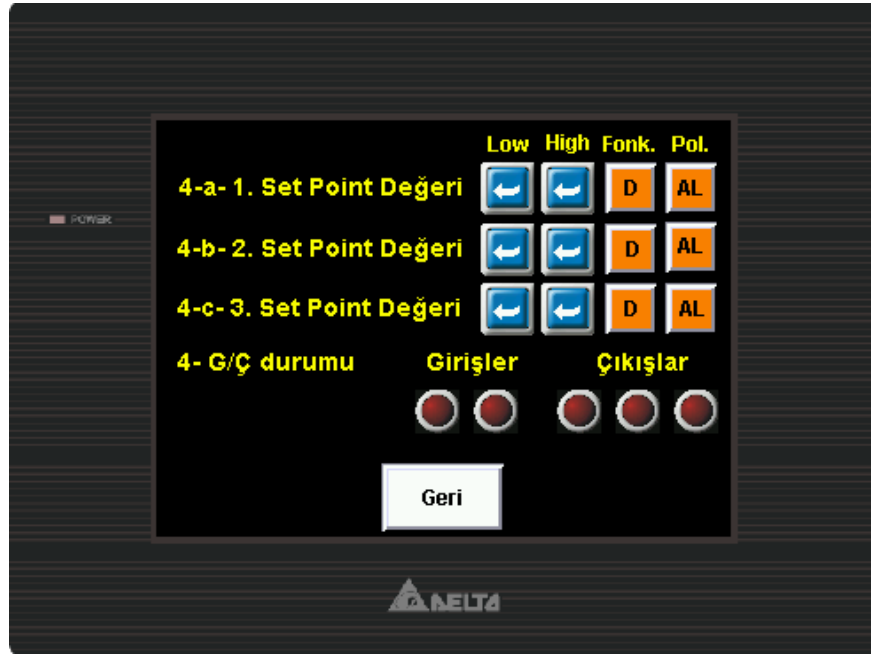 Low High Fonk. Pol.
4-a- 1. Set Point Değeri D AL
POWER
4-b- 2. Set Point Değeri D AL
4-c- 3. Set Point Değeri D AL
4- G/Ç durumu Girişler Çıkışlar
Geri
DELTA